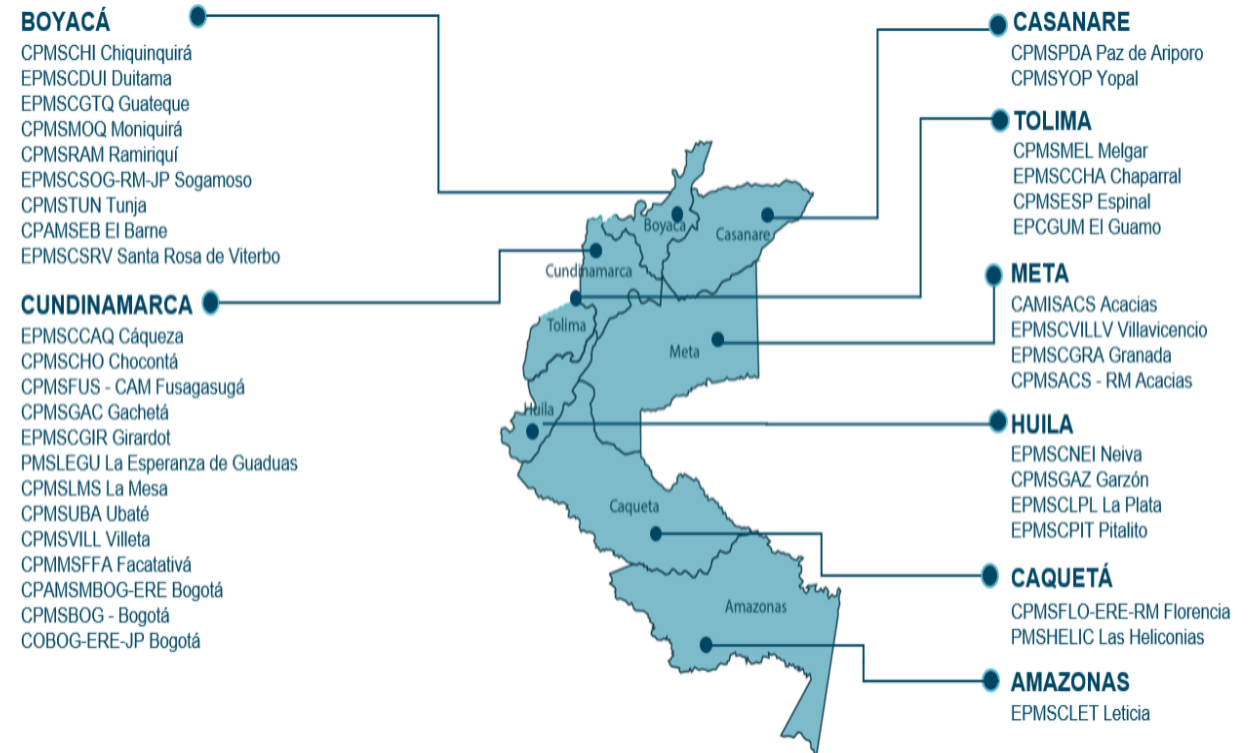 BOYACÁ
CPMSCHI Chiquinquirá
EPMSCDUI Duitama
EPMSCGTQ Guateque
CPMSMOQ Moniquirá
CPMSRAM Ramiriquí
EPMSCSOG-RM-JP Sogamoso
CPMSTUN Tunja
CPAMSEB El Barne
EPMSCSRV Santa Rosa de Viterbo
CUNDINAMARCA
EPMSCCAQ Cáqueza
CPMSCHO Chocontá
CPMSFUS - CAM Fusagasugá
CPMSGAC Gachetá
EPMSCGIR Girardot
PMSLEGU La Esperanza de Guaduas
CPMSLMS La Mesa
CPMSUBA Ubaté
CPMSVILL Villeta
CPMMSFFA Facatativá
CPAMSMBOG-ERE Bogotá
CPMSBOG - Bogotá
COBOG-ERE-JP Bogotá
Boyaca
Casanare
Cundinamarca
Tolima
Meta
Huila
Caqueta
Amazonas
CASANARE
CPMSPDA Paz de Ariporo
CPMSYOP Yopal
TOLIMA
CPMSMEL Melgar
EPMSCCHA Chaparral
CPMSESP Espinal
EPCGUM El Guamo
META
CAMISACS Acacias
EPMSCVILLV Villavicencio
EPMSCGRA Granada
CPMSACS - RM Acacias
HUILA
EPMSCNEI Neiva
CPMSGAZ Garzón
EPMSCLPL La Plata
EPMSCPIT Pitalito
CAQUETÁ
CPMSFLO-ERE-RM Florencia
PMSHELIC Las Heliconias
AMAZONAS
EPMSCLET Leticia